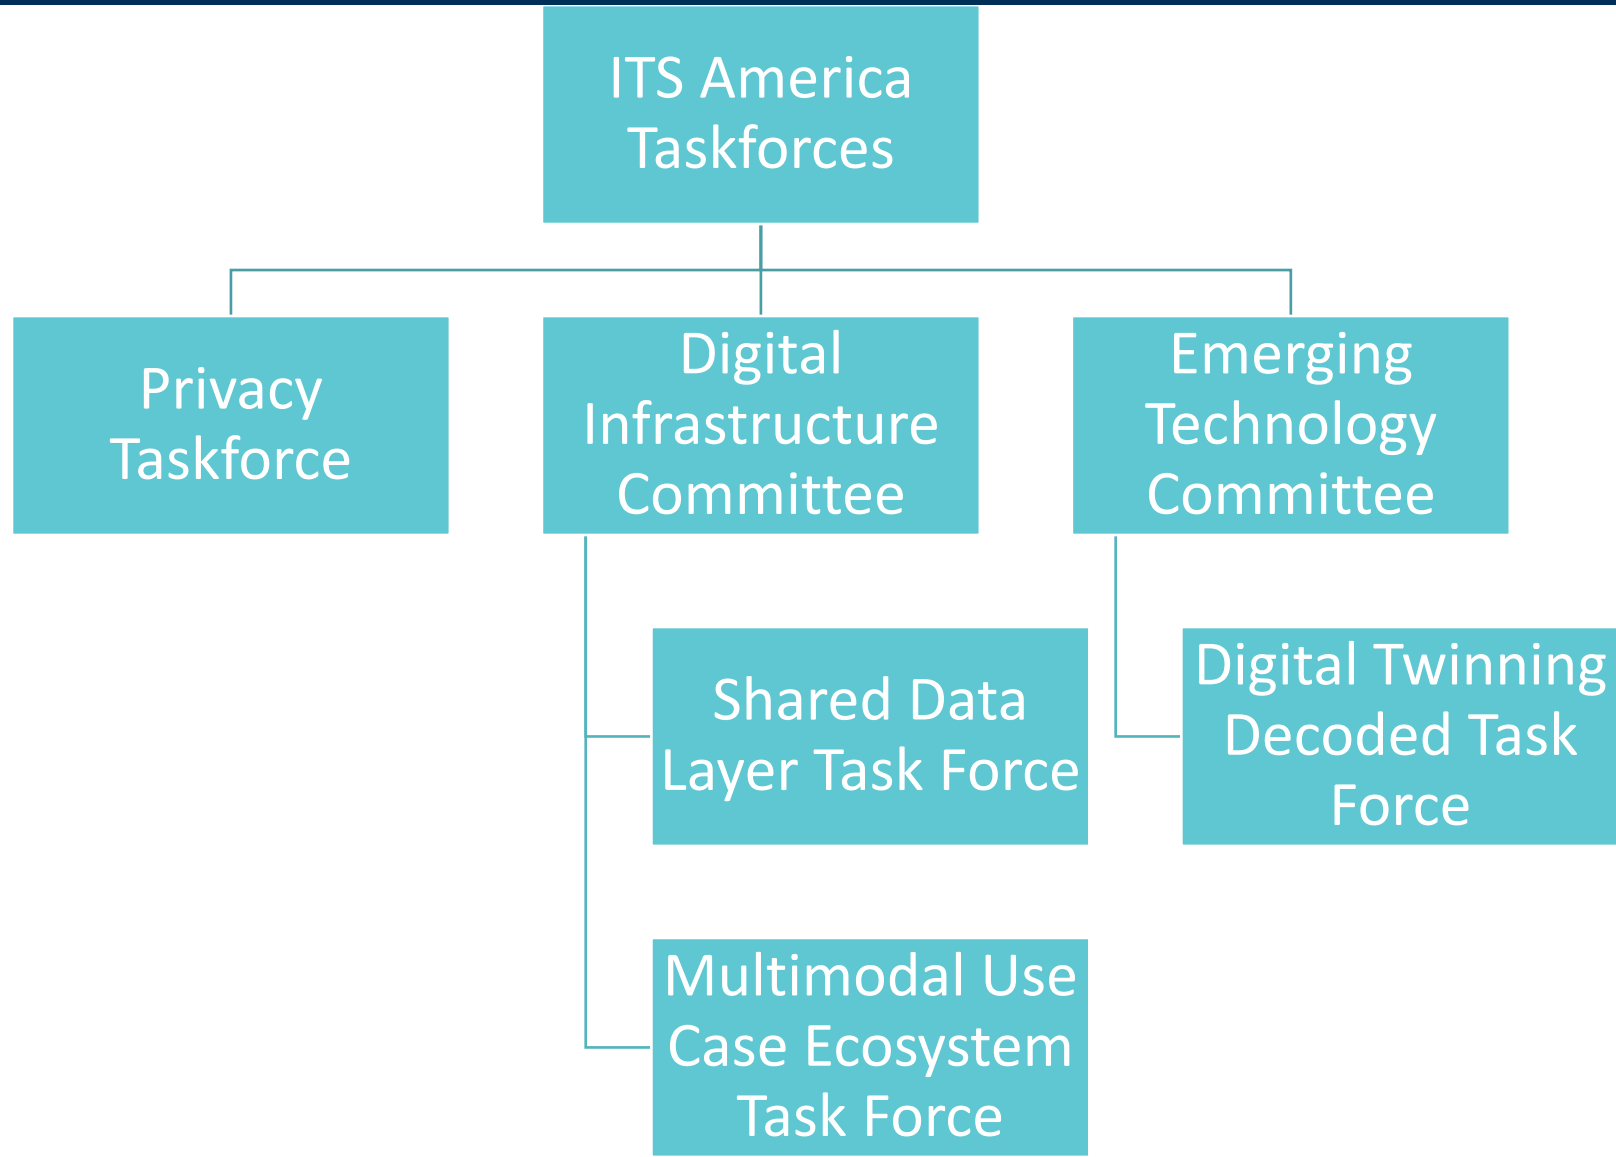 ITS America
Taskforces
Privacy
Taskforce
Digital
Infrastructure
Committee
Emerging
Technology
Committee
Shared Data
Layer Task Force
Digital Twinning
Decoded Task
Force
Multimodal Use
Case Ecosystem
Task Force